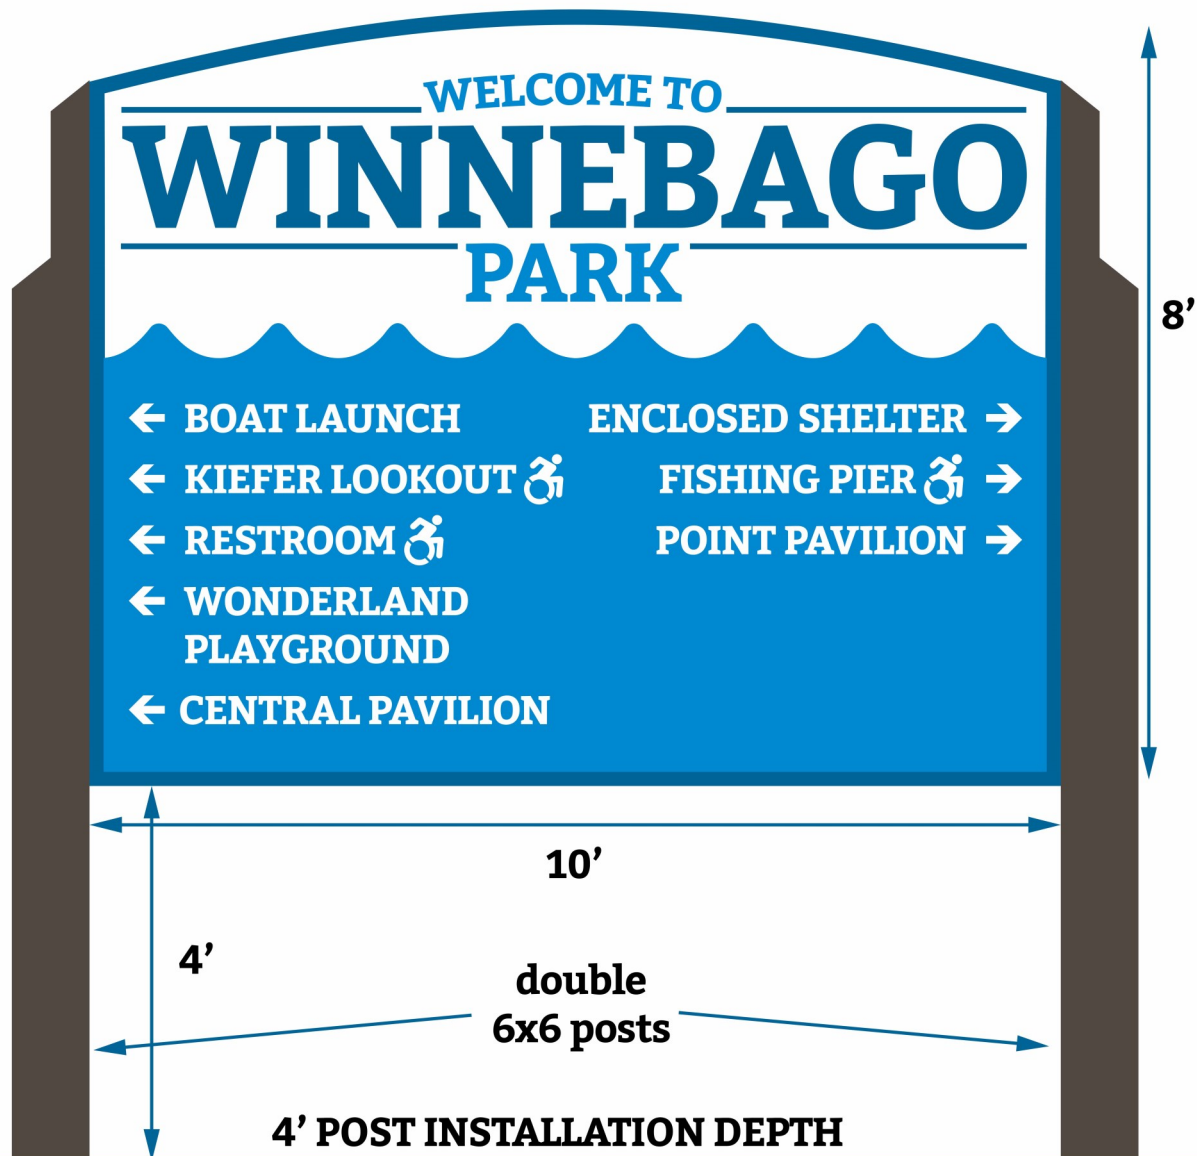 WELCOME TO
WINNEBAGO
PARK
← BOAT LAUNCH
← KIEFER LOOKOUT
← RESTROOM
← WONDERLAND
PLAYGROUND
← CENTRAL PAVILION
ENCLOSED SHELTER →
FISHING PIER →
POINT PAVILION →
8’
10’
4’
double
6x6 posts
4’ POST INSTALLATION DEPTH